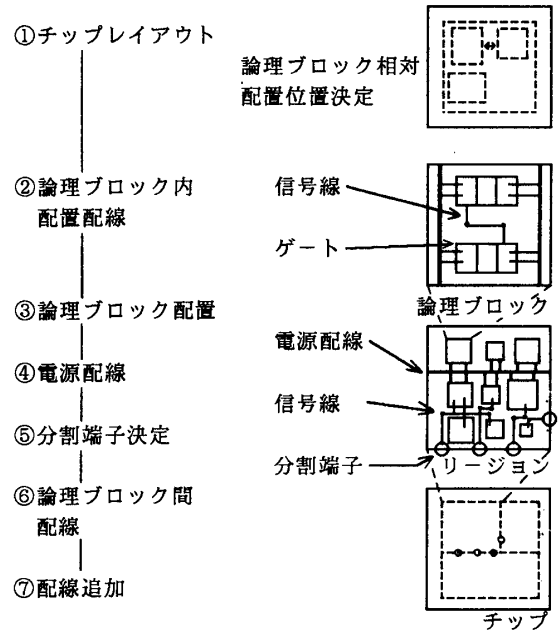 ①チップレイアウト
論理ブロック相対
配置位置決定
②論理ブロック内
配置配線
信号線
ゲート
論理ブロック
③論理ブロック配置
電源配線
④電源配線
信号線
⑤分割端子決定
分割端子
リージョン
⑥論理ブロック間
配線
⑦配線追加
チップ